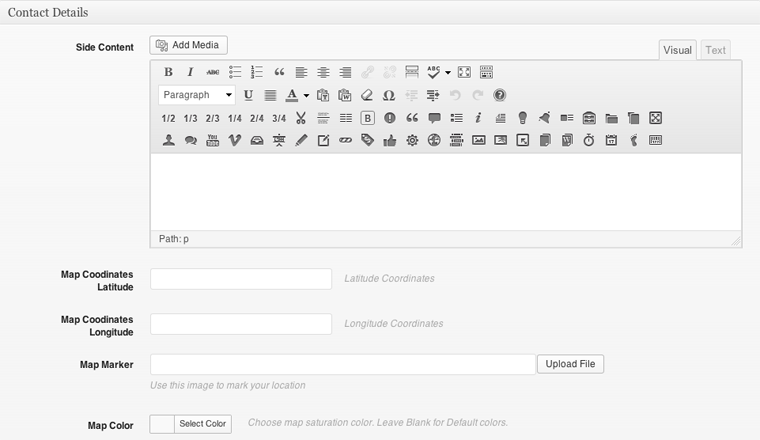 Contact Details
Side Content
Add Media
Visual
Text
B I ABC ABC
Paragraph U A
1/2 1/3 2/3 1/4 2/4 3/4 B
You Tube
Path: p
Map Coodinates
Latitude
Latitude Coordinates
Map Coodinates
Longitude
Longitude Coordinates
Map Marker
Upload File
Use this image to mark your location
Map Color
Select Color
Choose map saturation color. Leave Blank for Default colors.